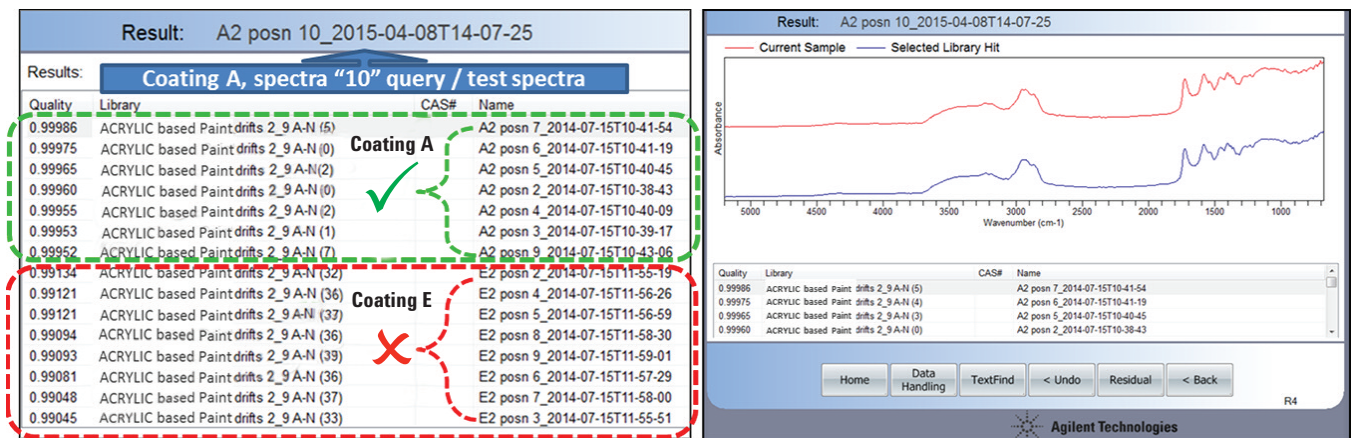 Result: A2 posn 10_2015-04-08T14-07-25
Results:
Coating A, spectra “10” query / test spectra
Quality Library CAS# Name
0.99986 ACRYLIC based Paint drifts 2_9 A-N (5) A2 posn 7_2014-07-15T10-41-54
0.99975 ACRYLIC based Paint drifts 2_9 A-N (0) A2 posn 6_2014-07-15T10-41-19
0.99965 ACRYLIC based Paint drifts 2_9 A-N (2) A2 posn 5_2014-07-15T10-40-45
0.99960 ACRYLIC based Paint drifts 2_9 A-N (0) A2 posn 2_2014-07-15T10-38-43
0.99955 ACRYLIC based Paint drifts 2_9 A-N (2) A2 posn 4_2014-07-15T10-40-09
0.99953 ACRYLIC based Paint drifts 2_9 A-N (1) A2 posn 3_2014-07-15T10-39-17
0.99952 ACRYLIC based Paint drifts 2_9 A-N (7) A2 posn 9_2014-07-15T10-43-06
Coating A
0.99134 ACRYLIC based Paint drifts 2_9 A-N (32) E2 posn 2_2014-07-15T11-55-19
0.99121 ACRYLIC based Paint drifts 2_9 A-N (36) E2 posn 4_2014-07-15T11-56-26
0.99121 ACRYLIC based Paint drifts 2_9 A-N (37) E2 posn 5_2014-07-15T11-56-59
0.99094 ACRYLIC based Paint drifts 2_9 A-N (36) E2 posn 8_2014-07-15T11-58-30
0.99093 ACRYLIC based Paint drifts 2_9 A-N (39) E2 posn 9_2014-07-15T11-59-01
0.99081 ACRYLIC based Paint drifts 2_9 A-N (36) E2 posn 6_2014-07-15T11-57-29
0.99048 ACRYLIC based Paint drifts 2_9 A-N (37) E2 posn 7_2014-07-15T11-58-00
0.99045 ACRYLIC based Paint drifts 2_9 A-N (33) E2 posn 3_2014-07-15T11-55-51
Coating E
Result: A2 posn 10_2015-04-08T14-07-25
Current Sample Selected Library Hit
Absorbance
5000 4500 4000 3500 3000 2500 2000 1500 1000
Wavenumber (cm-1)
Quality Library CAS# Name
0.99986 ACRYLIC based Paint drifts 2_9 A-N (5) A2 posn 7_2014-07-15T10-41-54
0.99975 ACRYLIC based Paint drifts 2_9 A-N (4) A2 posn 6_2014-07-15T10-41-19
0.99965 ACRYLIC based Paint drifts 2_9 A-N (3) A2 posn 5_2014-07-15T10-40-45
0.99960 ACRYLIC based Paint drifts 2_9 A-N (0) A2 posn 2_2014-07-15T10-38-43
Home Data Handling TextFind < Undo Residual < Back
R4
Agilent Technologies